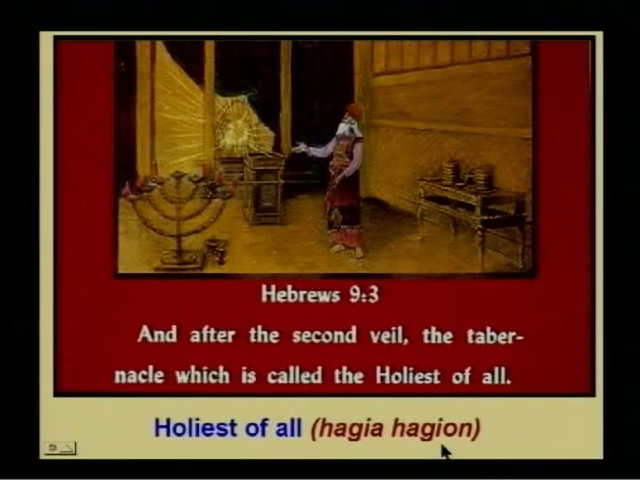 Hebrews 9:3
And after the second veil, the taber-
nacle which is called the Holiest of all.
Holiest of all (hagia hagion)